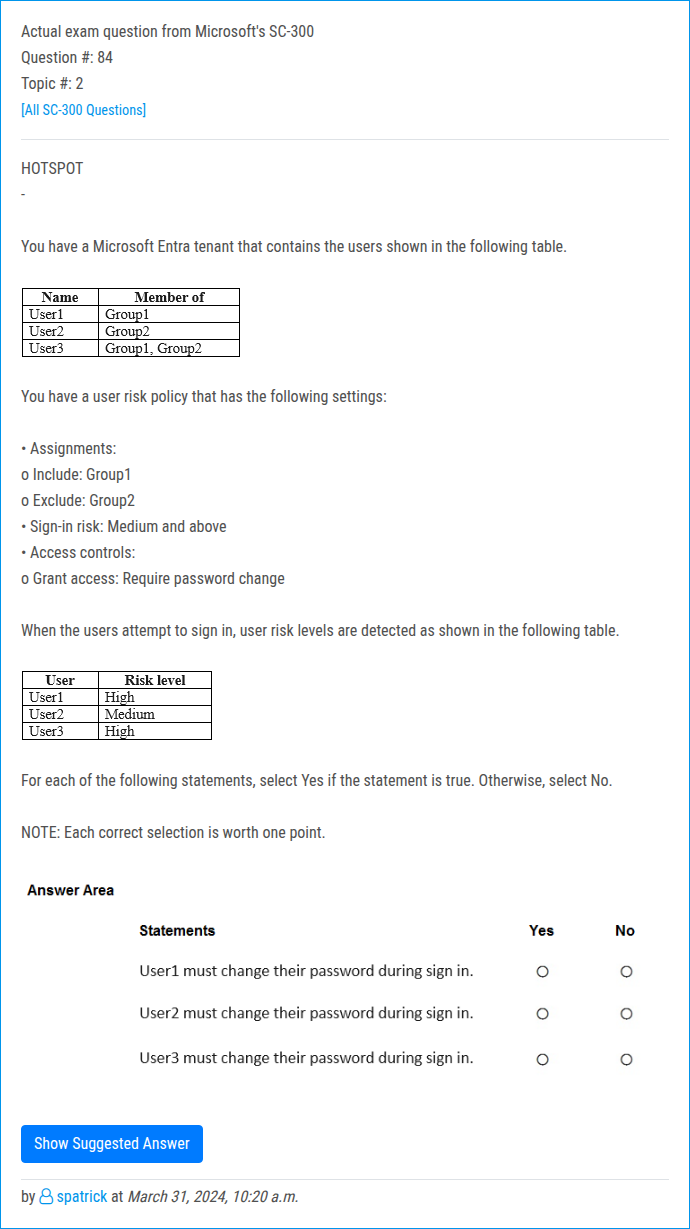 Actual exam question from Microsoft's SC-300
Question #: 84
Topic #: 2
[All SC-300 Questions]
HOTSPOT
-
You have a Microsoft Entra tenant that contains the users shown in the following table.
Name Member of
User1 Group1
User2 Group2
User3 Group1, Group2
You have a user risk policy that has the following settings:
• Assignments:
o Include: Group1
o Exclude: Group2
• Sign-in risk: Medium and above
• Access controls:
o Grant access: Require password change
When the users attempt to sign in, user risk levels are detected as shown in the following table.
User Risk level
User1 High
User2 Medium
User3 High
For each of the following statements, select Yes if the statement is true. Otherwise, select No.
NOTE: Each correct selection is worth one point.
Answer Area
Statements Yes No
User1 must change their password during sign in.
User2 must change their password during sign in.
User3 must change their password during sign in.
Show Suggested Answer
by spatrick at March 31, 2024, 10:20 a.m.